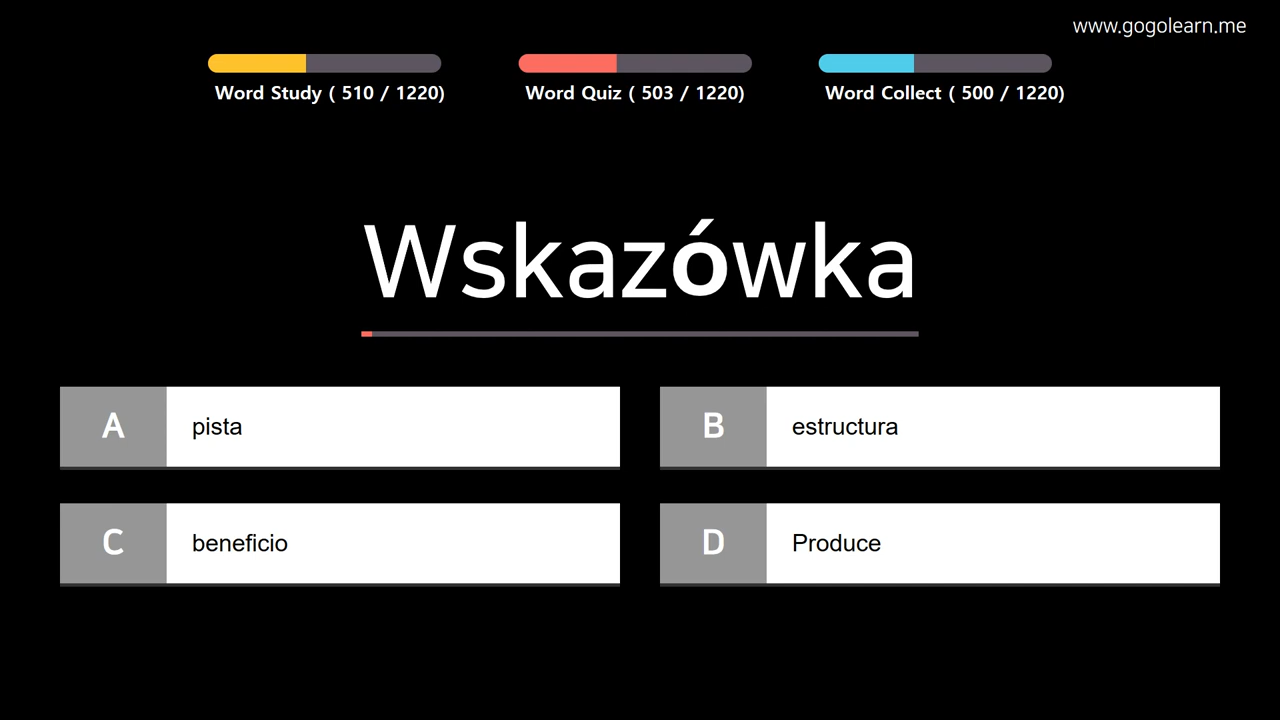 www.gogolearn.me
Word Study ( 510 / 1220)
Word Quiz ( 503 / 1220)
Word Collect ( 500 / 1220)
Wskazówka
A pista
B estructura
C beneficio
D Produce